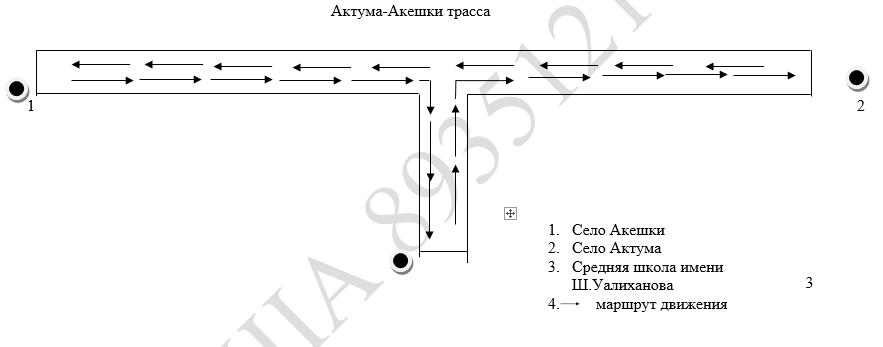 Актума-Акешки трасса
1
2
1. Село Акешки
2. Село Актума
3. Средняя школа имени
Ш.Уалиханова
3
4. маршрут движения
8935121